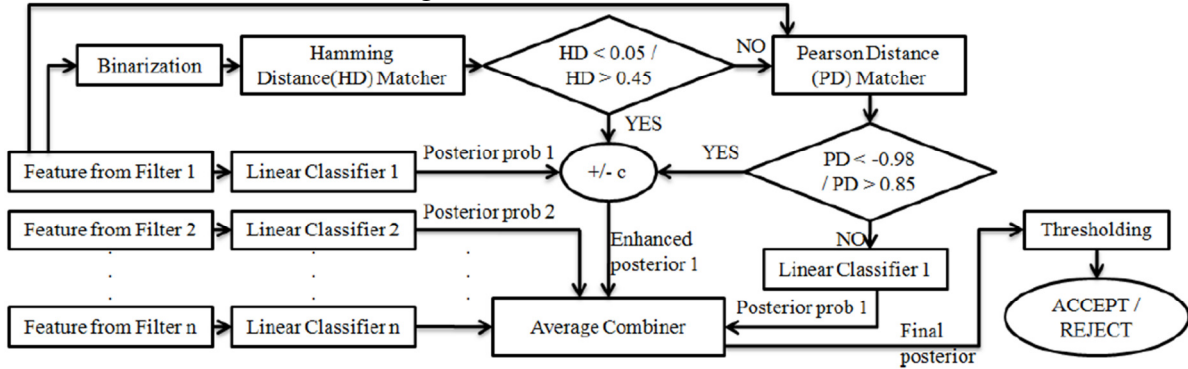 Binarization
Hamming
Distance(HD) Matcher
HD < 0.05 /
HD > 0.45
NO
Pearson Distance
(PD) Matcher
YES
Feature from Filter 1
Linear Classifier 1
Posterior prob 1
+/- c
YES
PD < -0.98
/ PD > 0.85
Feature from Filter 2
Linear Classifier 2
Posterior prob 2
Enhanced
posterior 1
NO
Linear Classifier 1
Thresholding
Feature from Filter n
Linear Classifier n
Average Combiner
Posterior prob 1
Final
posterior
ACCEPT /
REJECT